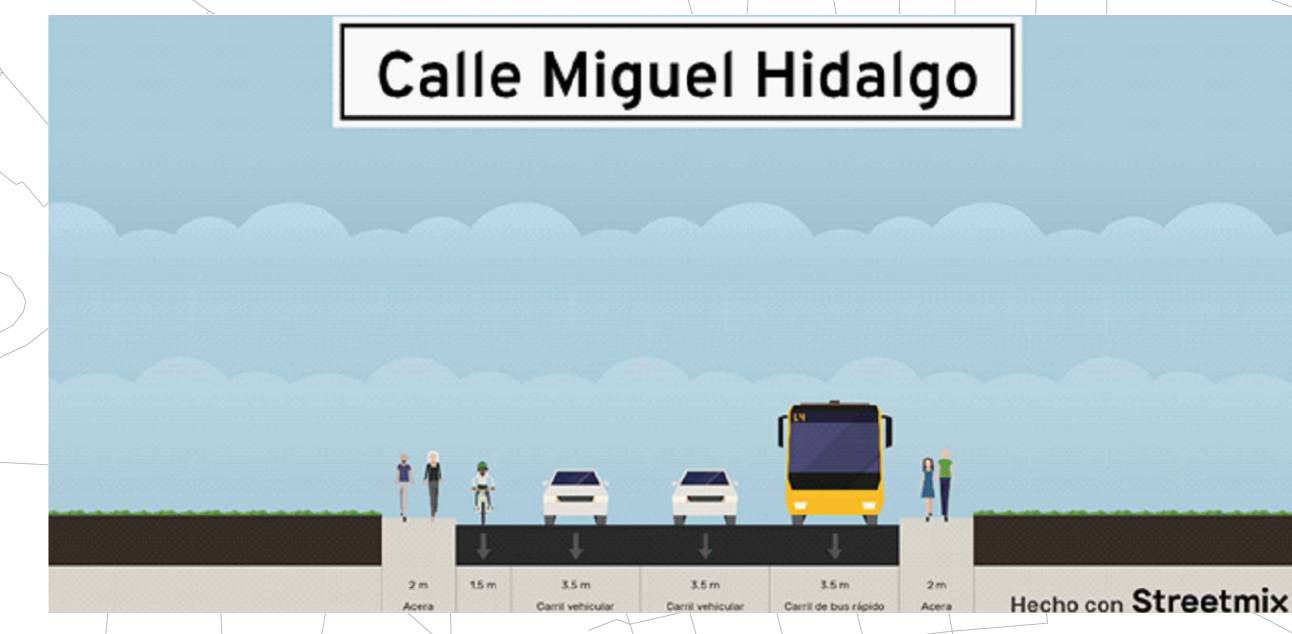 Calle Miguel Hidalgo
L4
2 m
1.5 m
3.5 m
3.5 m
3.5 m
2 m
Acera
Carril vehicular
Carril vehicular
Carril de bus rápido
Acera
Hecho con Streetmix